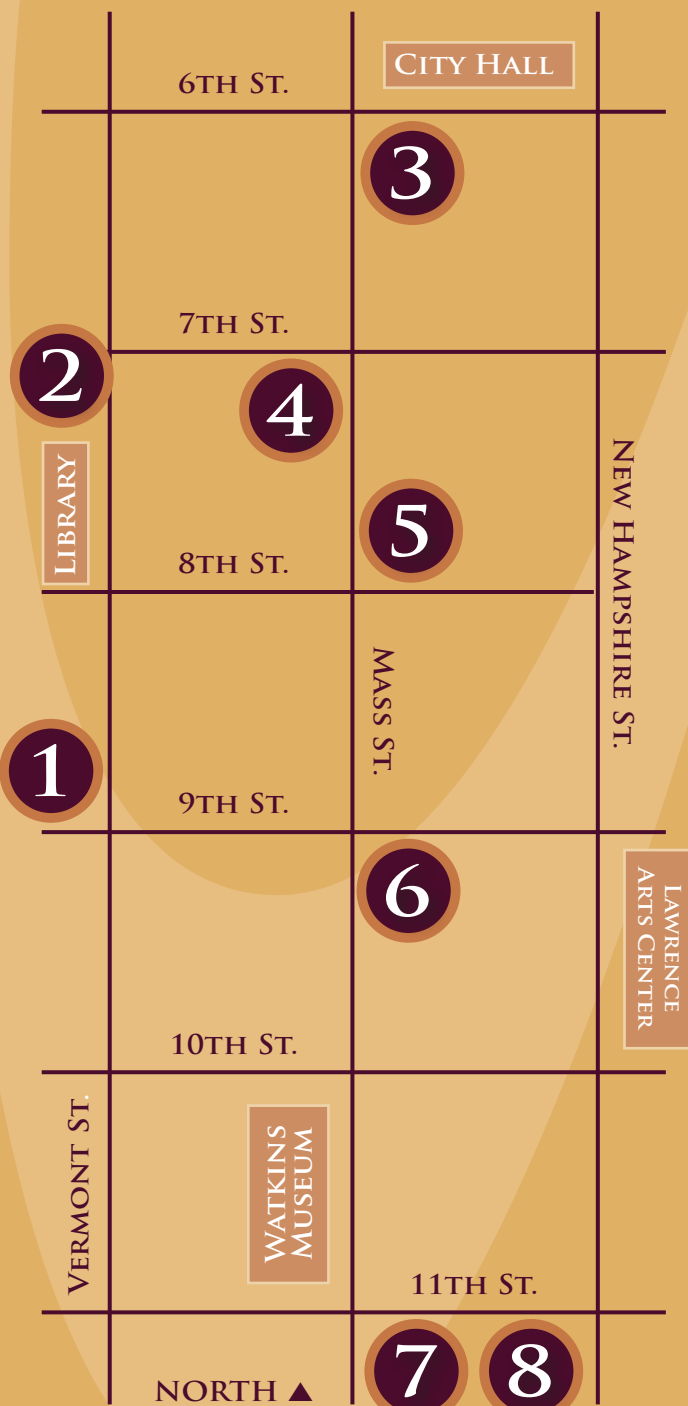 CITY HALL
6TH ST.
3
7TH ST.
2
4
LIBRARY
5
8TH ST.
NEW HAMPSHIRE ST.
MASS ST.
1
9TH ST.
6
LAWRENCE
ARTS CENTER
10TH ST.
VERMONT ST.
WATKINS
MUSEUM
11TH ST.
7
8
NORTH ▲